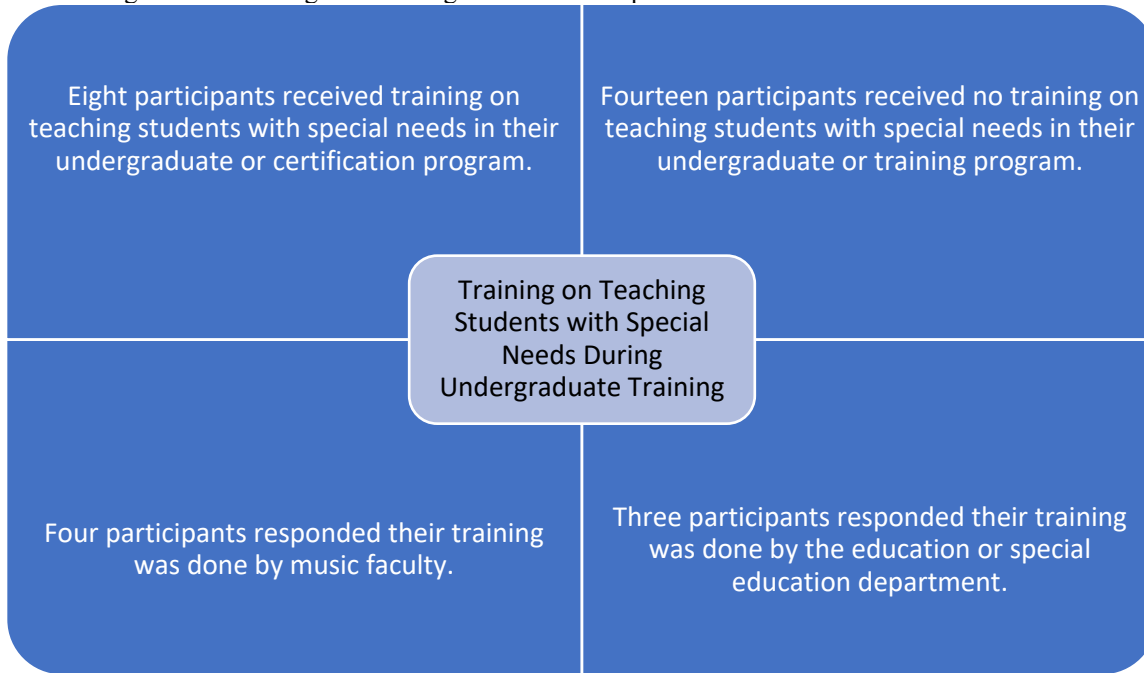 Eight participants received training on
teaching students with special needs in their
undergraduate or certification program.
Fourteen participants received no training on
teaching students with special needs in their
undergraduate or training program.
Training on Teaching
Students with Special
Needs During
Undergraduate Training
Four participants responded their training
was done by music faculty.
Three participants responded their training
was done by the education or special
education department.